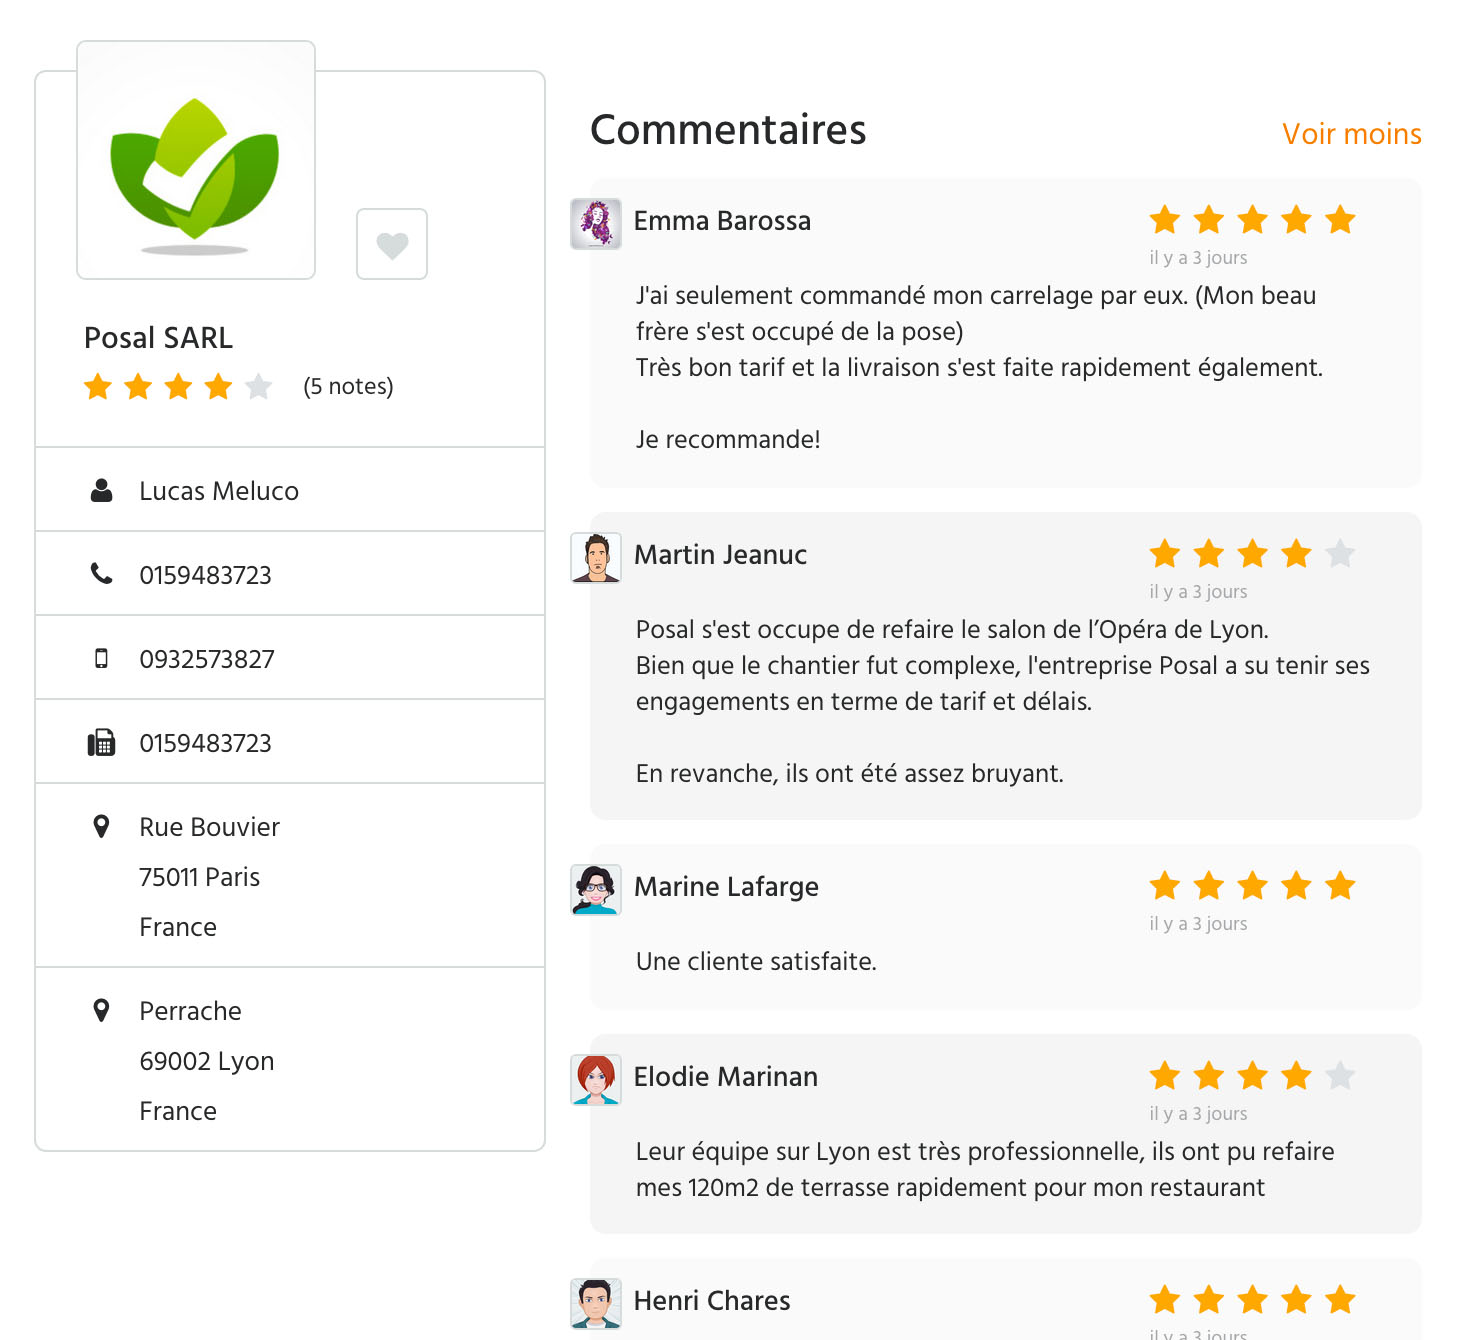 Posal SARL
(5 notes)
Lucas Meluco
0159483723
0932573827
0159483723
Rue Bouvier
75011 Paris
France
Perrache
69002 Lyon
France
Commentaires
Voir moins
Emma Barossa
il y a 3 jours
J'ai seulement commandé mon carrelage par eux. (Mon beau
frère s'est occupé de la pose)
Très bon tarif et la livraison s'est faite rapidement également.
Je recommande!
Martin Jeanuc
il y a 3 jours
Posal s'est occupe de refaire le salon de l’Opéra de Lyon.
Bien que le chantier fut complexe, l'entreprise Posal a su tenir ses
engagements en terme de tarif et délais.
En revanche, ils ont été assez bruyant.
Marine Lafarge
il y a 3 jours
Une cliente satisfaite.
Elodie Marinan
il y a 3 jours
Leur équipe sur Lyon est très professionnelle, ils ont pu refaire
mes 120m2 de terrasse rapidement pour mon restaurant
Henri Chares
il y a 3 jours